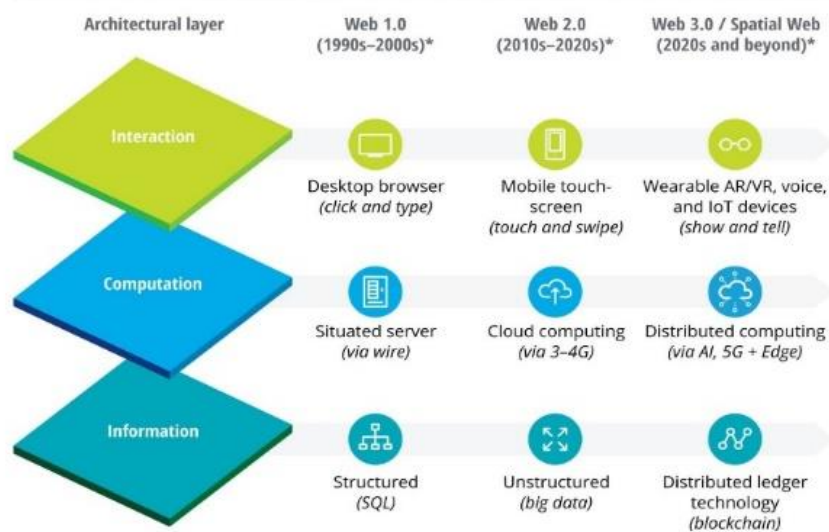 Architectural layer
Web 1.0
(1990s–2000s)*
Web 2.0
(2010s–2020s)*
Web 3.0 / Spatial Web
(2020s and beyond)*
Interaction
Desktop browser
(click and type)
Mobile touch-
screen
(touch and swipe)
Wearable AR/VR, voice,
and IoT devices
(show and tell)
Computation
Situated server
(via wire)
Cloud computing
(via 3–4G)
Distributed computing
(via AI, 5G + Edge)
Information
Structured
(SQL)
Unstructured
(big data)
Distributed ledger
technology
(blockchain)